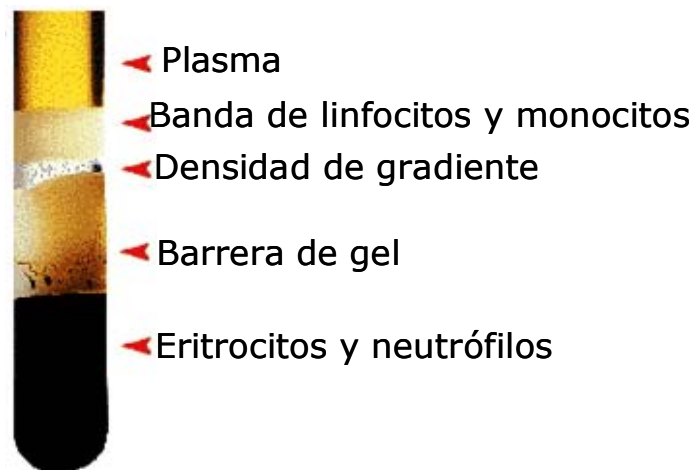 Plasma
Banda de linfocitos y monocitos
Densidad de gradiente
Barrera de gel
Eritrocitos y neutrófilos